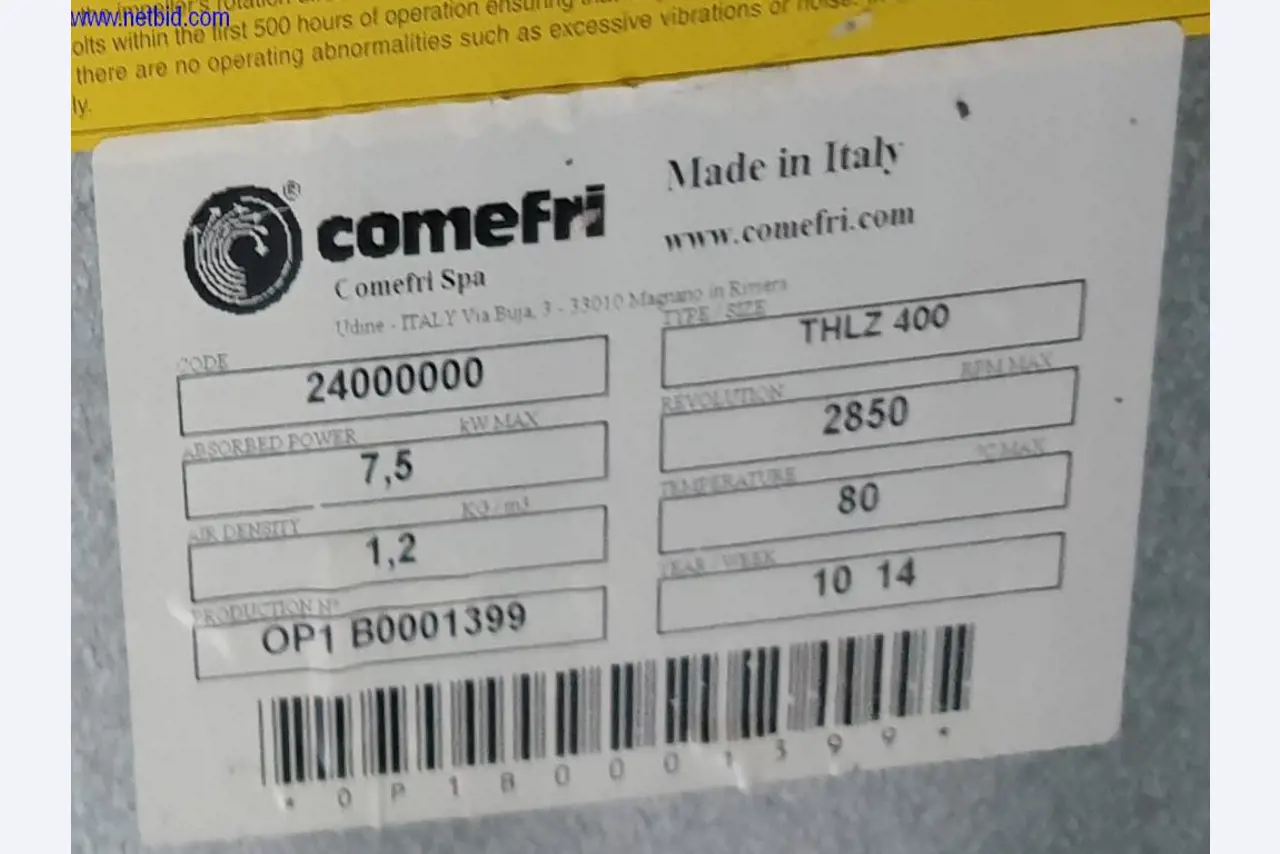 www.netbid.com
the impeller's rotation
olts within the first 500 hours of operation ensuring
there are no operating abnormalities such as excessive vibrations or noise.
ly.
Made in Italy
®
comefri
www.comefri.com
Comefri Spa
Udine - ITALY Via Buja, 3 - 33010 Magnano in Riviera
CODE
24000000
TYPE / SIZE
THLZ 400
ABSORBED POWER kW MAX
7,5
REVOLUTION RPM MAX
2850
AIR DENSITY KG / m3
1,2
TEMPERATURE °C MAX
80
PRODUCTION N°
OP1 B0001399
YEAR / WEEK
10 14
* 0 P 1 B 0 0 0 1 3 9 9 *